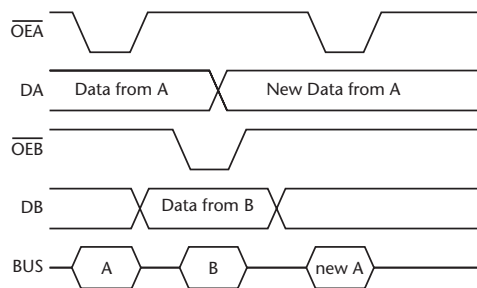 OEA
DA Data from A New Data from A
OEB
DB Data from B
BUS A B new A